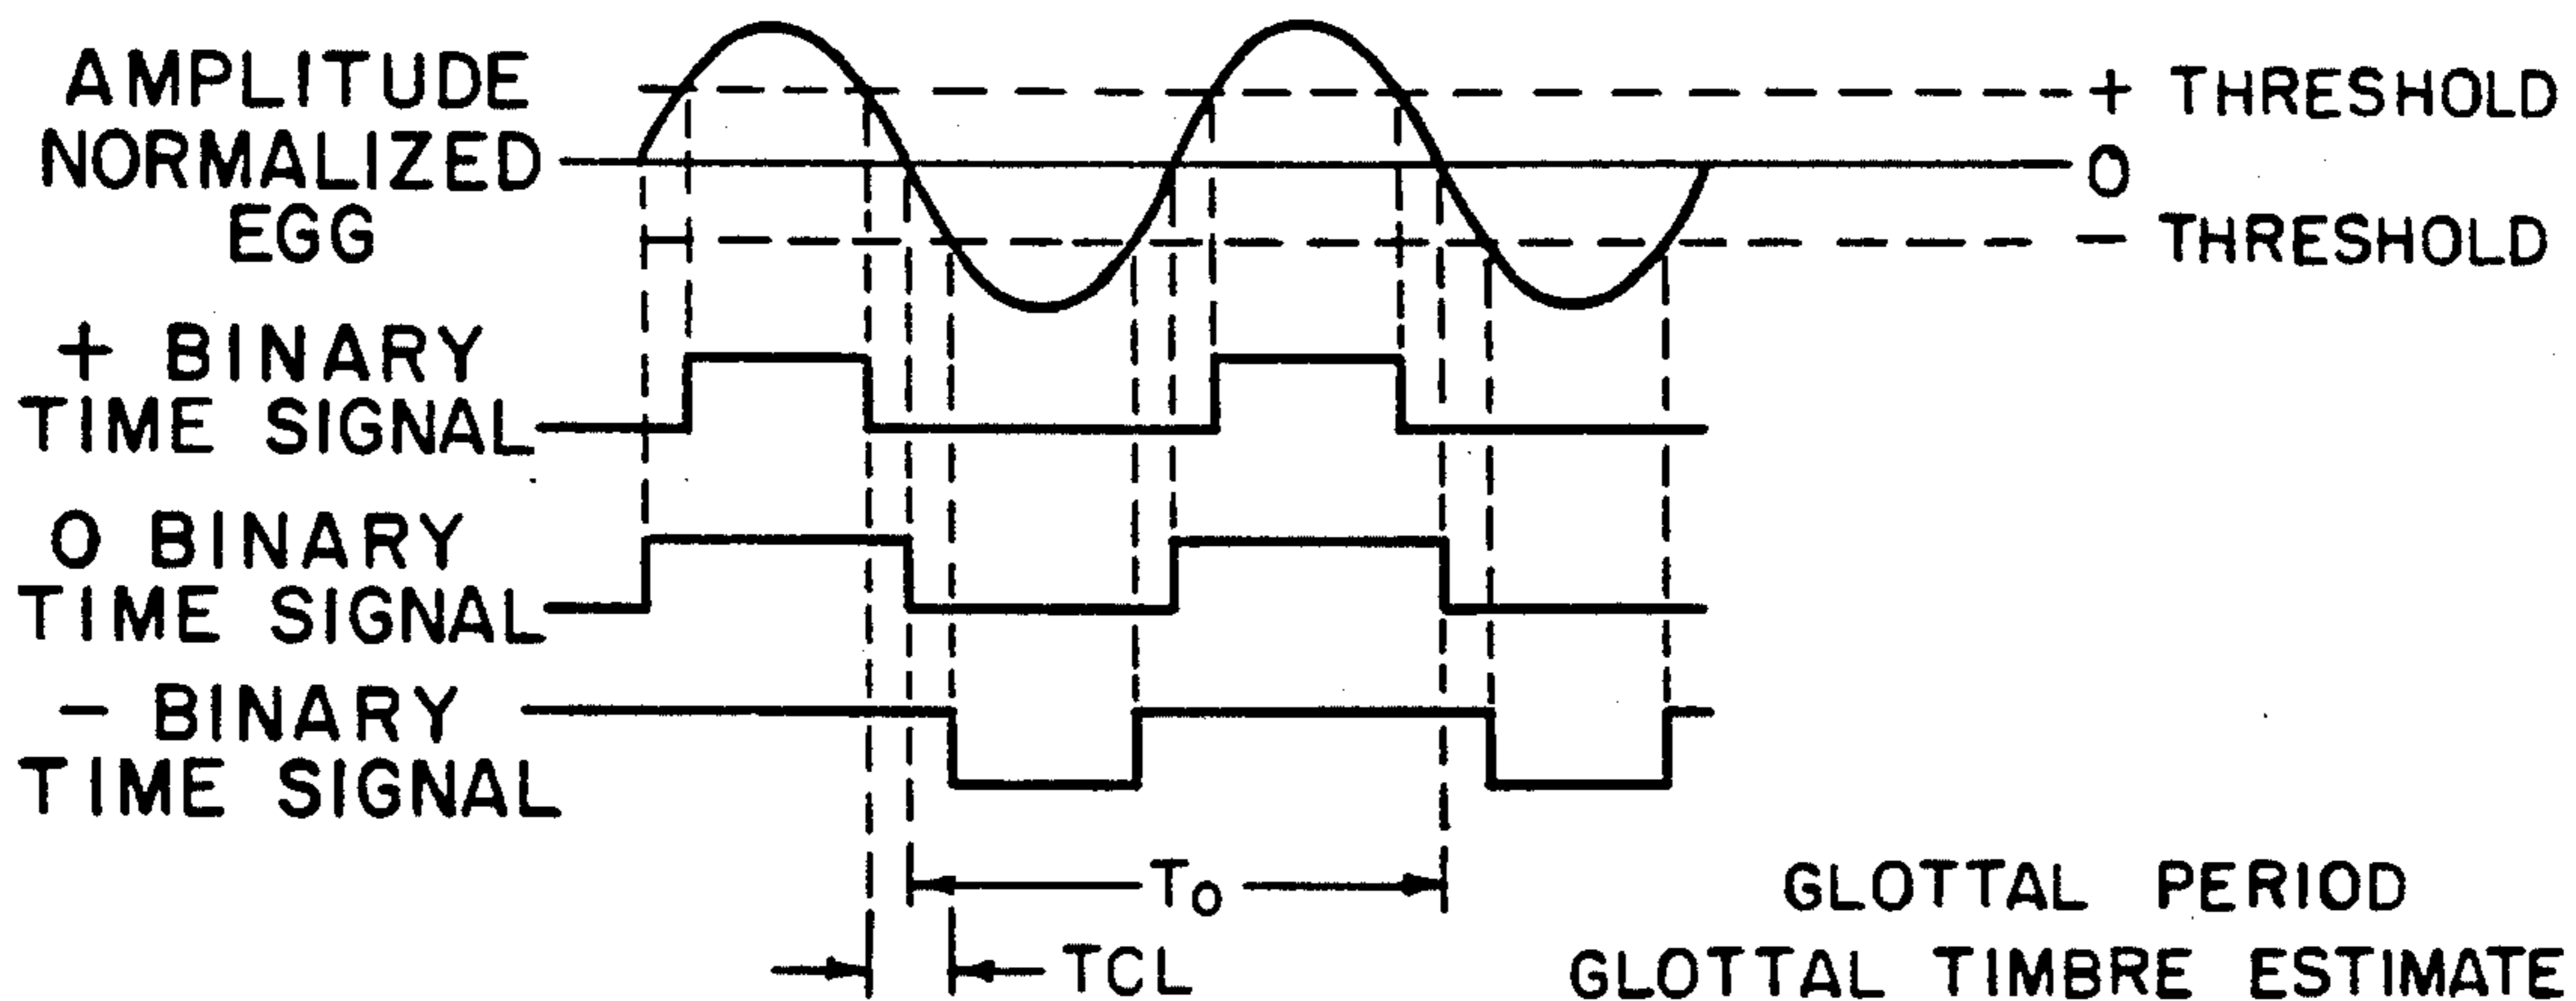 AMPLITUDE
NORMALIZED
EGG
+ THRESHOLD
0
− THRESHOLD
+ BINARY
TIME SIGNAL
0 BINARY
TIME SIGNAL
− BINARY
TIME SIGNAL
To
GLOTTAL PERIOD
TCL
GLOTTAL TIMBRE ESTIMATE